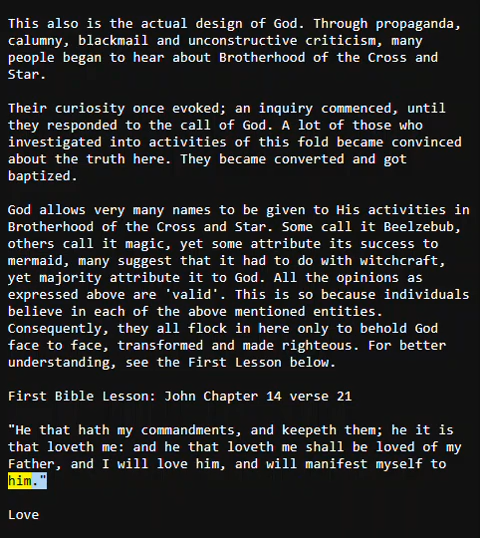 This also is the actual design of God. Through propaganda,
calumny, blackmail and unconstructive criticism, many
people began to hear about Brotherhood of the Cross and
Star.
Their curiosity once evoked; an inquiry commenced, until
they responded to the call of God. A lot of those who
investigated into activities of this fold became convinced
about the truth here. They became converted and got
baptized.
God allows very many names to be given to His activities in
Brotherhood of the Cross and Star. Some call it Beelzebub,
others call it magic, yet some attribute its success to
mermaid, many suggest that it had to do with witchcraft,
yet majority attribute it to God. All the opinions as
expressed above are 'valid'. This is so because individuals
believe in each of the above mentioned entities.
Consequently, they all flock in here only to behold God
face to face, transformed and made righteous. For better
understanding, see the First Lesson below.
First Bible Lesson: John Chapter 14 verse 21
"He that hath my commandments, and keepeth them; he it is
that loveth me: and he that loveth me shall be loved of my
Father, and I will love him, and will manifest myself to
him."
Love